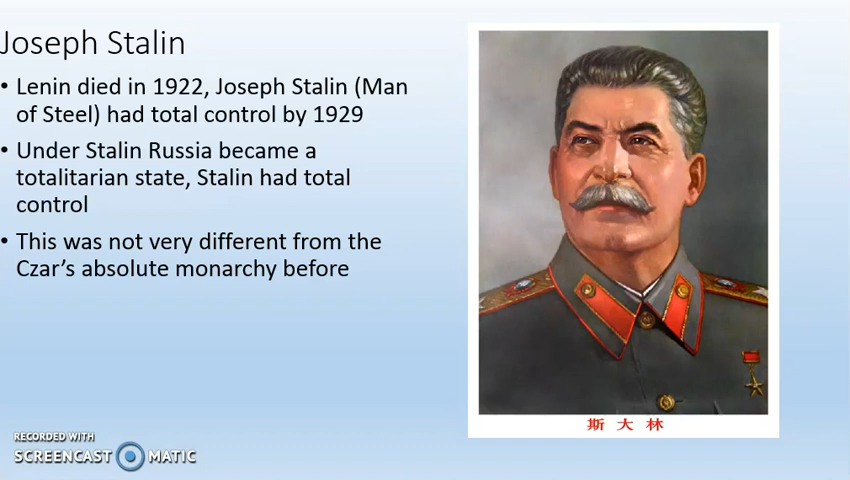 Joseph Stalin
• Lenin died in 1922, Joseph Stalin (Man
of Steel) had total control by 1929
• Under Stalin Russia became a
totalitarian state, Stalin had total
control
• This was not very different from the
Czar's absolute monarchy before
斯大林
RECORDED WITH
SCREENCAST MATIC